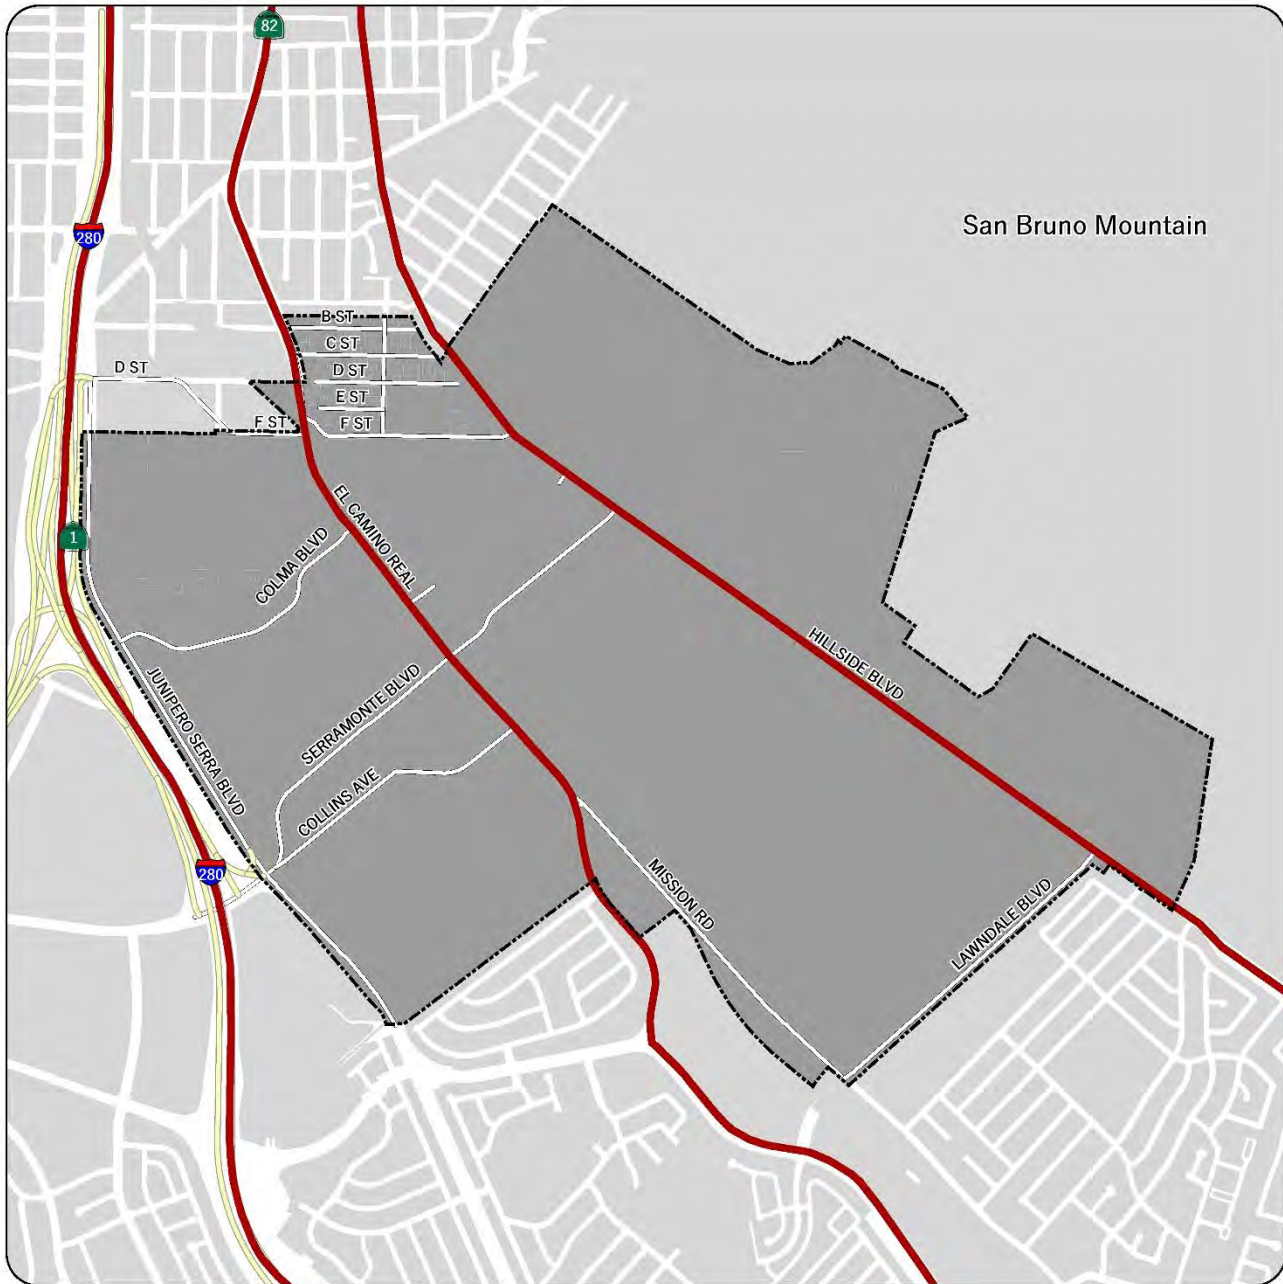 82
San Bruno Mountain
280
B ST
C ST
D ST
D ST
E ST
F ST
F ST
EL CAMINO REAL
1
COLMA BLVD
HILLSIDE BLVD
JUNIPERO SERRA BLVD
SERRAMONTE BLVD
COLLINS AVE
280
MISSION RD
LAWNDALE BLVD